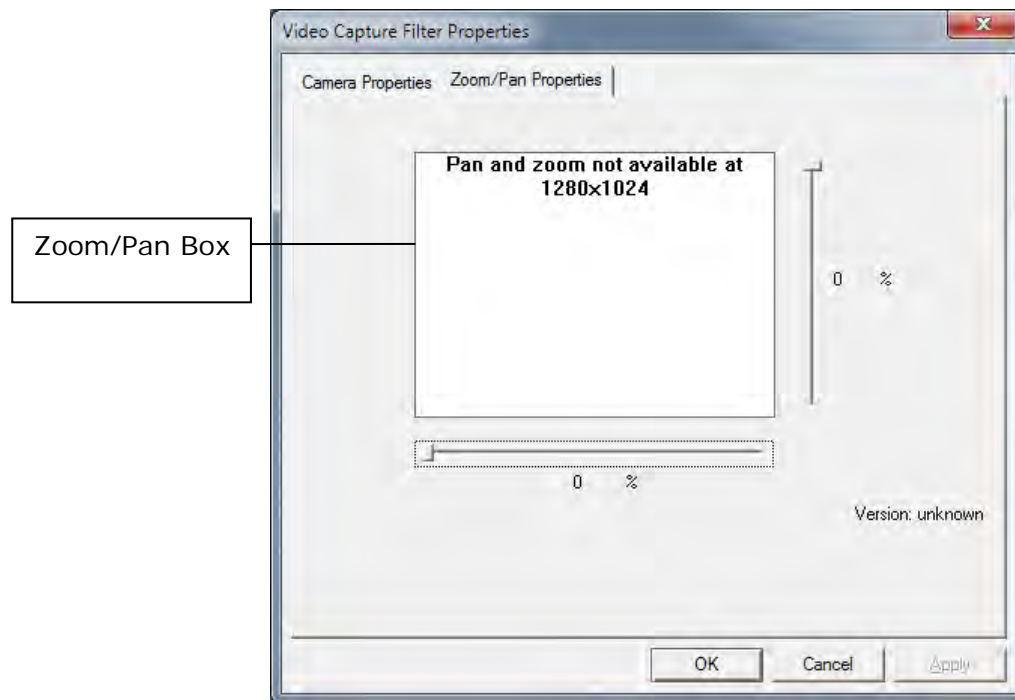 Video Capture Filter Properties
Camera Properties Zoom/Pan Properties
Pan and zoom not available at
1280x1024
Zoom/Pan Box
0 %
0 %
Version: unknown
OK Cancel Apply